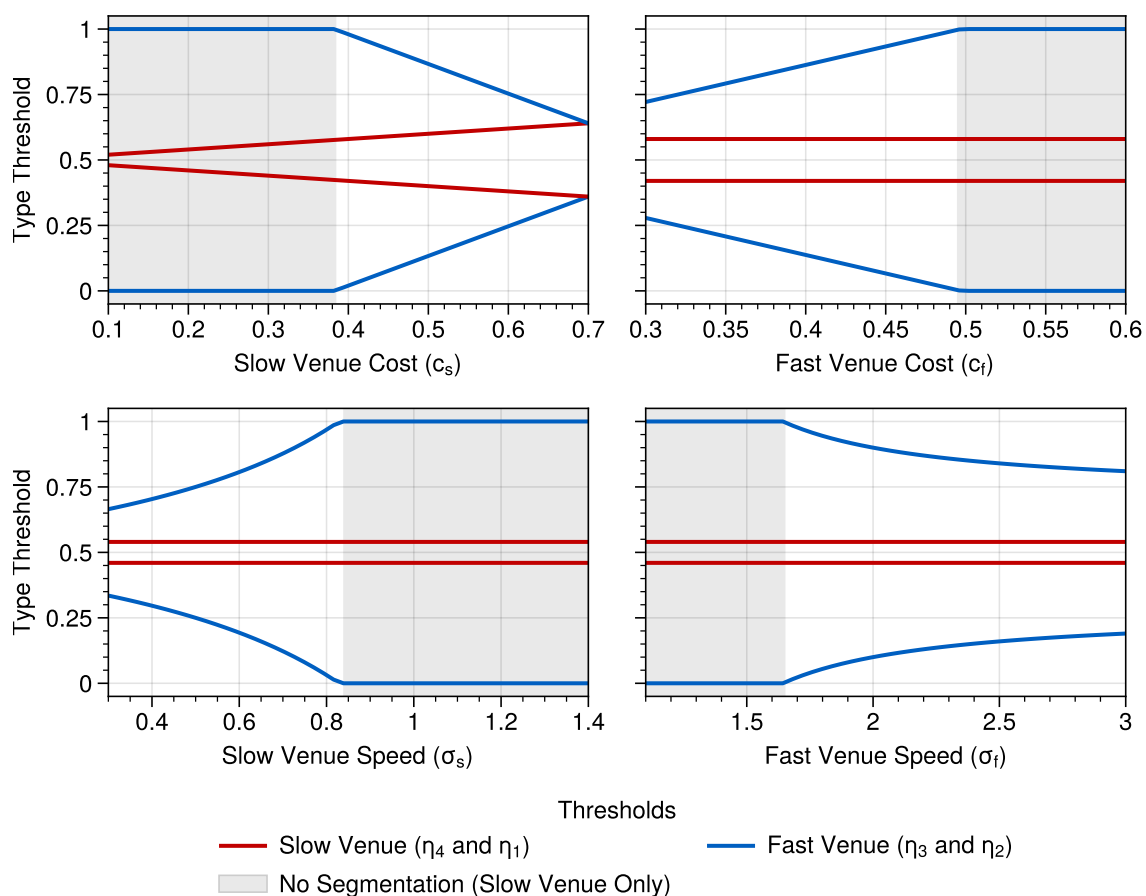 1
0.75
0.5
0.25
0
Type Threshold
0.1 0.2 0.3 0.4 0.5 0.6 0.7
Slow Venue Cost (cₛ)
0.3 0.35 0.4 0.45 0.5 0.55 0.6
Fast Venue Cost (c_f)
1
0.75
0.5
0.25
0
Type Threshold
0.4 0.6 0.8 1 1.2 1.4
Slow Venue Speed (σₛ)
1.5 2 2.5 3
Fast Venue Speed (σ_f)
Thresholds
Slow Venue (η₄ and η₁)
Fast Venue (η₃ and η₂)
No Segmentation (Slow Venue Only)